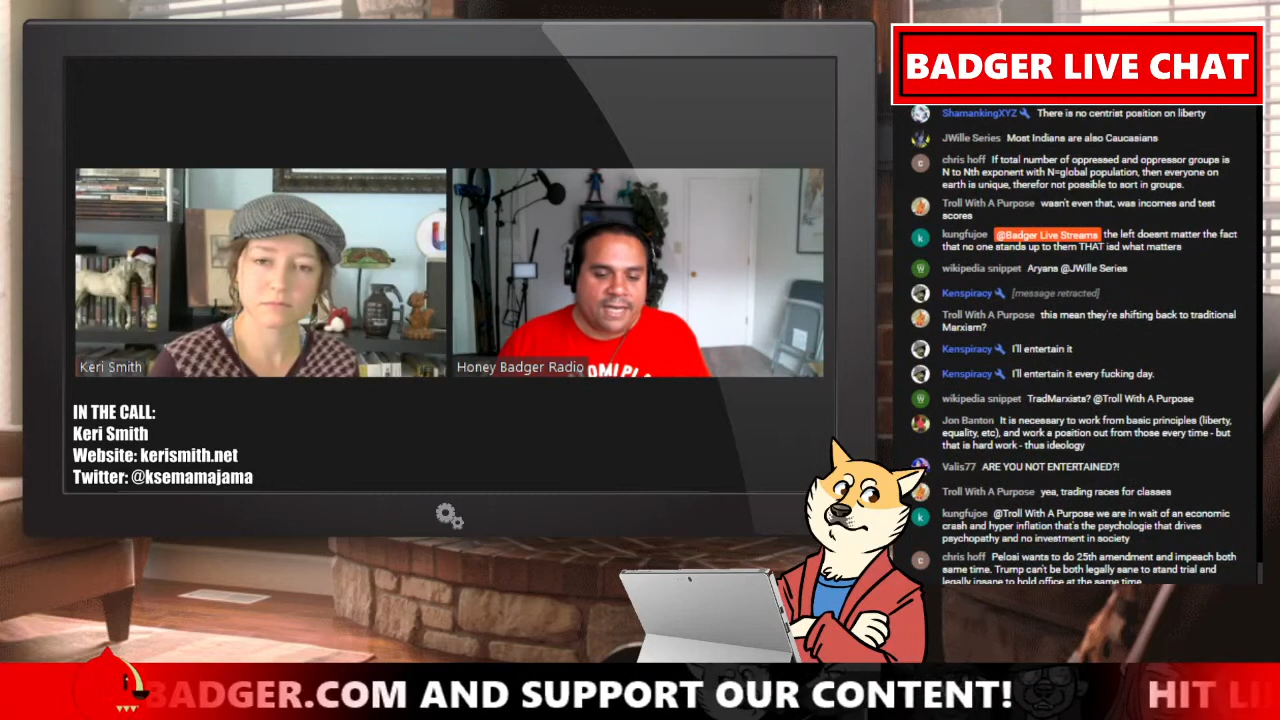 BADGER LIVE CHAT
ShamankingXYZ There is no centrist position on liberty
JWille Series Most Indians are also Caucasians
chris hoff If total number of oppressed and oppressor groups is
N to Nth exponent with N=global population, then everyone on
earth is unique, therefor not possible to sort in groups.
Troll With A Purpose wasn't even that, was incomes and test
scores
kungfujoe @Badger Live Streams the left doesnt matter the fact
that no one stands up to them THAT isd what matters
wikipedia snippet Aryans @JWille Series
Kenspiracy [message retracted]
Troll With A Purpose this mean they're shifting back to traditional
Marxism?
Kenspiracy I'll entertain it
Kenspiracy I'll entertain it every fucking day.
wikipedia snippet TradMarxists? @Troll With A Purpose
Jon Banton It is necessary to work from basic principles (liberty,
equality, etc), and work a position out from those every time - but
that is hard work - thus ideology
Valis77 ARE YOU NOT ENTERTAINED?!
Troll With A Purpose yea, trading races for classes
kungfujoe @Troll With A Purpose we are in wait of an economic
crash and hyper inflation that's the psychologie that drives
psychopathy and no investment in society
chris hoff Pelosi wants to do 25th amendment and impeach both
same time. Trump can't be both legally sane to stand trial and
legally insane to hold office at the same time.
Keri Smith
Honey Badger Radio
IN THE CALL:
Keri Smith
Website: kerismith.net
Twitter: @ksemamajama
BADGER.COM AND SUPPORT OUR CONTENT!
HIT LI